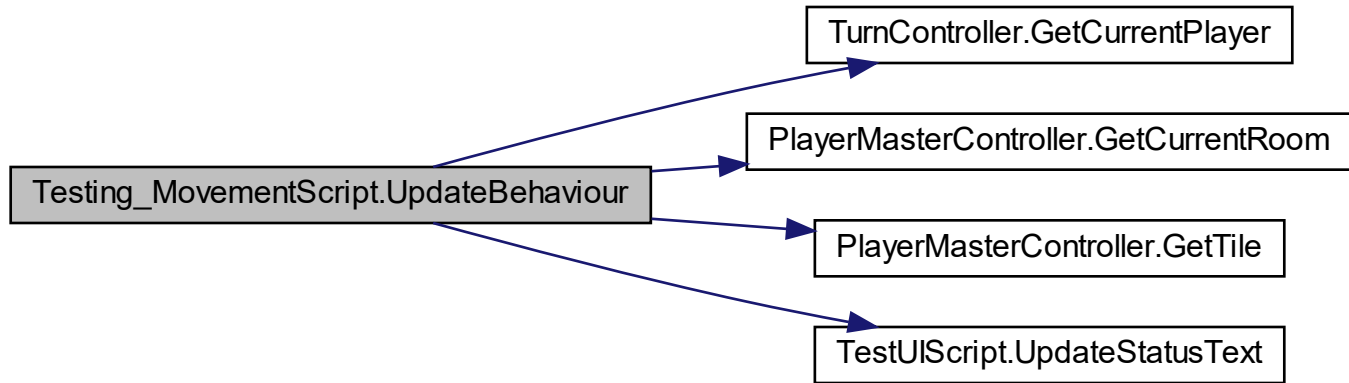 TurnController.GetCurrentPlayer
PlayerMasterController.GetCurrentRoom
Testing_MovementScript.UpdateBehaviour
PlayerMasterController.GetTile
TestUIScript.UpdateStatusText